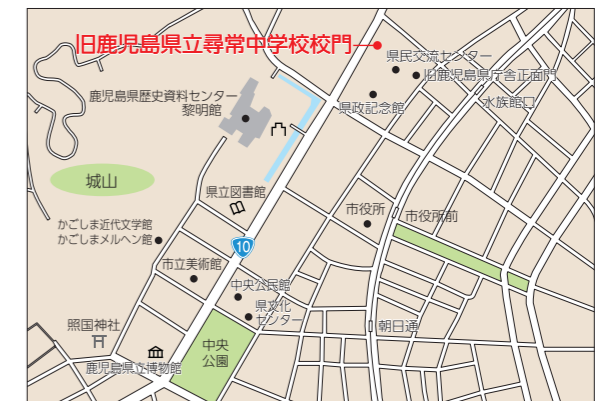 旧鹿児島県立尋常中学校校門
県民交流センター
旧鹿児島県庁舎正面門
県政記念館
水族館口
鹿児島県歴史資料センター
黎明館
城山
県立図書館
市役所
市役所前
かごしま近代文学館
かごしまメルヘン館
10
市立美術館
中央公民館
県文化
センター
朝日通
照国神社
中央
公園
鹿児島県立博物館